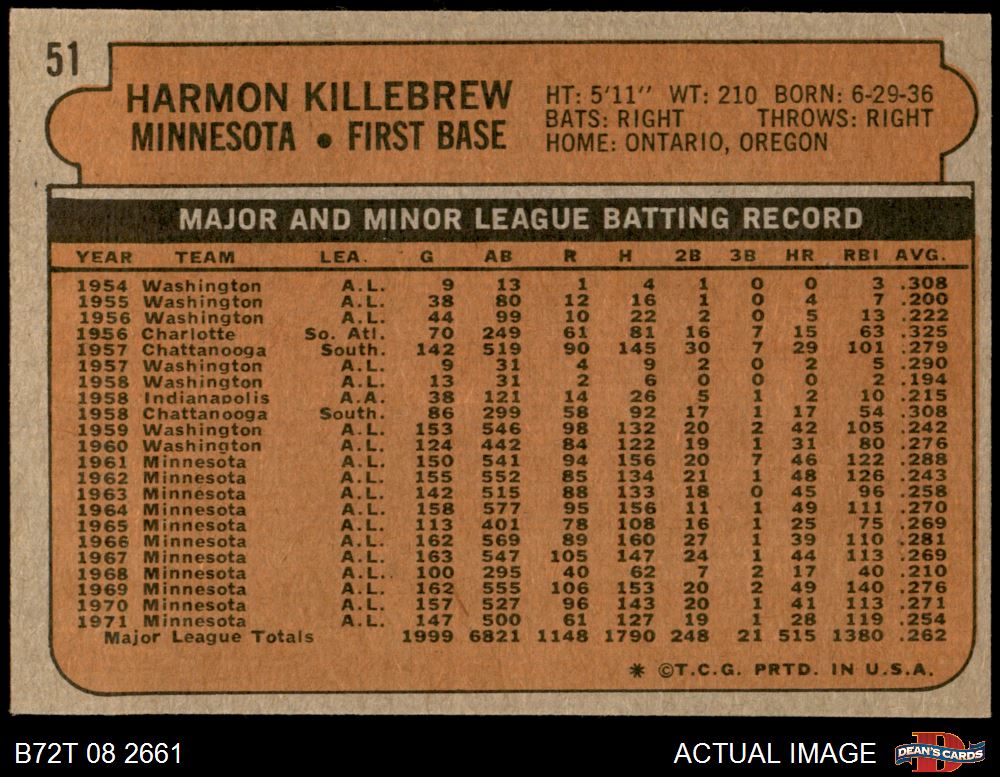 51
HARMON KILLEBREW
MINNESOTA • FIRST BASE
HT: 5'11" WT: 210 BORN: 6-29-36
BATS: RIGHT THROWS: RIGHT
HOME: ONTARIO, OREGON
MAJOR AND MINOR LEAGUE BATTING RECORD
YEAR TEAM LEA. G AB R H 2B 3B HR RBI AVG.
1954 Washington A.L. 9 13 1 4 1 0 0 3 .308
1955 Washington A.L. 38 80 12 16 1 0 4 7 .200
1956 Washington A.L. 44 99 10 22 2 0 5 13 .222
1956 Charlotte So. Atl. 70 249 61 81 16 7 15 63 .325
1957 Chattanooga South. 142 519 90 145 30 7 29 101 .279
1957 Washington A.L. 9 31 4 9 2 0 2 5 .290
1958 Washington A.L. 13 31 2 6 0 0 0 2 .194
1958 Indianapolis A.A. 38 121 14 26 5 1 2 10 .215
1958 Chattanooga South. 86 299 58 92 17 1 17 54 .308
1959 Washington A.L. 153 546 98 132 20 2 42 105 .242
1960 Washington A.L. 124 442 84 122 19 1 31 80 .276
1961 Minnesota A.L. 150 541 94 156 20 7 46 122 .288
1962 Minnesota A.L. 155 552 85 134 21 1 48 126 .243
1963 Minnesota A.L. 142 515 88 133 18 0 45 96 .258
1964 Minnesota A.L. 158 577 95 156 11 1 49 111 .270
1965 Minnesota A.L. 113 401 78 108 16 1 25 75 .269
1966 Minnesota A.L. 162 569 89 160 27 1 39 110 .281
1967 Minnesota A.L. 163 547 105 147 24 1 44 113 .269
1968 Minnesota A.L. 100 295 40 62 7 2 17 40 .210
1969 Minnesota A.L. 162 555 106 153 20 2 49 140 .276
1970 Minnesota A.L. 157 527 96 143 20 1 41 113 .271
1971 Minnesota A.L. 147 500 61 127 19 1 28 119 .254
Major League Totals 1999 6821 1148 1790 248 21 515 1380 .262
* ©T.C.G. PRTD. IN U.S.A.
B72T 08 2661 ACTUAL IMAGE DEAN'S CARDS